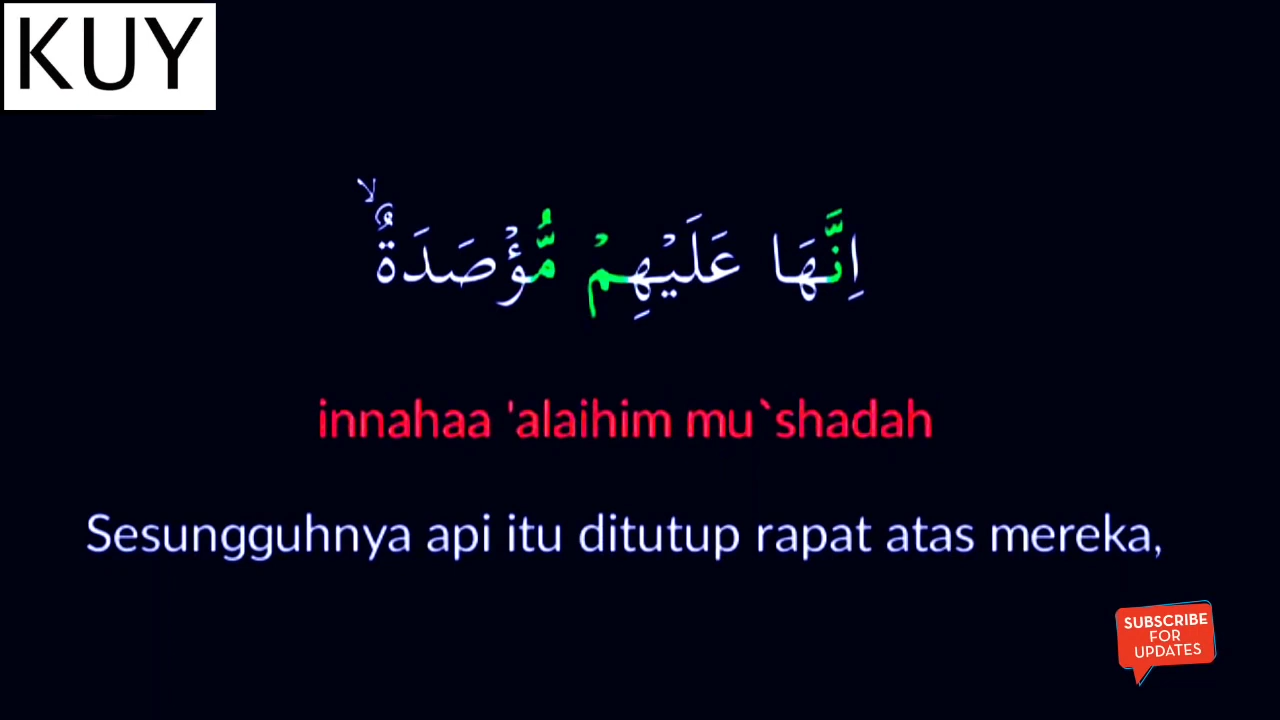 KUY
اِنَّهَا عَلَيْهِمْ مُّؤْصَدَةٌۙ
innahaa 'alaihim mu`shadah
Sesungguhnya api itu ditutup rapat atas mereka,
SUBSCRIBE
FOR
UPDATES